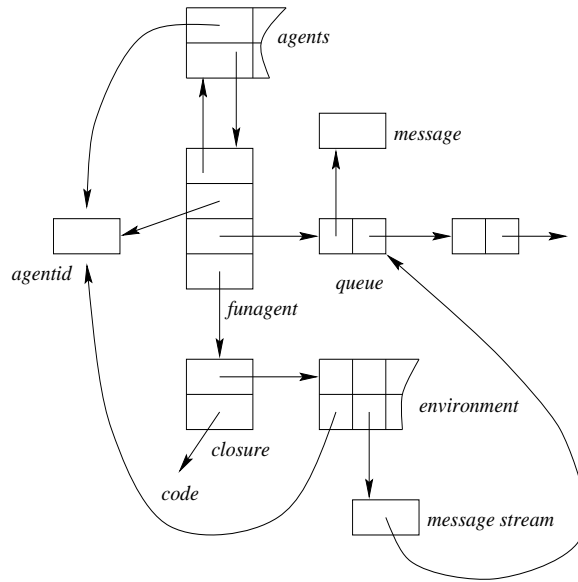 agents
message
agentid
queue
funagent
environment
closure
code
message stream